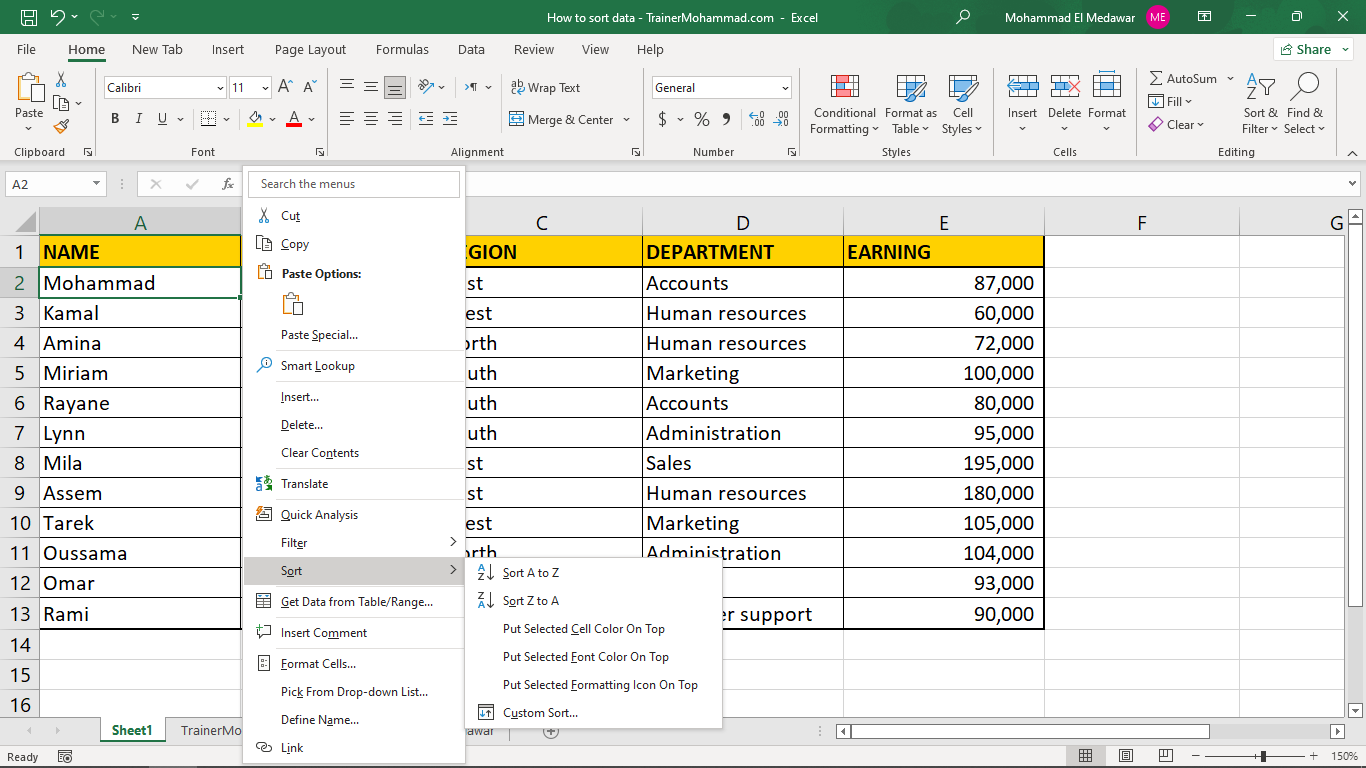 How to sort data - TrainerMohammad.com - Excel
Mohammad El Medawar ME
File Home New Tab Insert Page Layout Formulas Data Review View Help Share
Paste
Clipboard
Calibri 11
B I U A
Font
ab Wrap Text
Merge & Center
Alignment
General
$ % 9
Number
Conditional Formatting
Format as Table
Cell Styles
Styles
Insert Delete Format
Cells
AutoSum
Fill
Clear
Sort & Filter
Find & Select
Editing
A2 fx
A C D E F G
1 NAME GION DEPARTMENT EARNING
2 Mohammad st Accounts 87,000
3 Kamal est Human resources 60,000
4 Amina orth Human resources 72,000
5 Miriam uth Marketing 100,000
6 Rayane uth Accounts 80,000
7 Lynn uth Administration 95,000
8 Mila st Sales 195,000
9 Assem st Human resources 180,000
10 Tarek est Marketing 105,000
11 Oussama orth Administration 104,000
12 Omar 93,000
13 Rami er support 90,000
14
15
16
Search the menus
Cut
Copy
Paste Options:
Paste Special...
Smart Lookup
Insert...
Delete...
Clear Contents
Translate
Quick Analysis
Filter
Sort
Get Data from Table/Range...
Insert Comment
Format Cells...
Pick From Drop-down List...
Define Name...
Link
Sort A to Z
Sort Z to A
Put Selected Cell Color On Top
Put Selected Font Color On Top
Put Selected Formatting Icon On Top
Custom Sort...
Sheet1 TrainerMo awar
Ready 150%